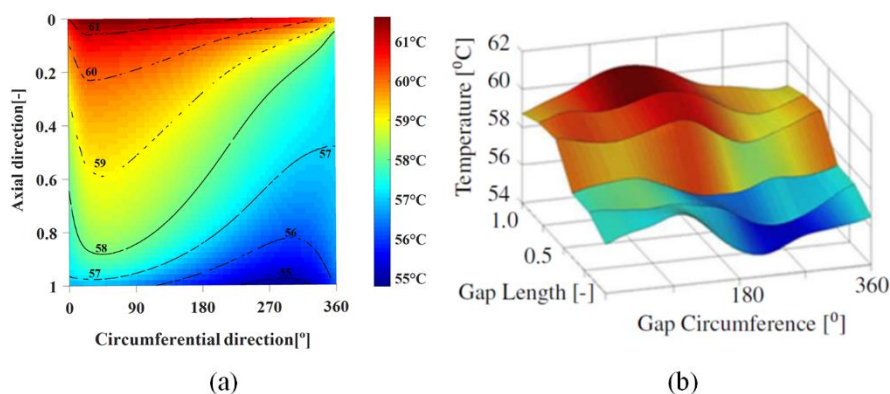 0
0.2
0.4
0.6
0.8
1
Axial direction[-]
0 90 180 270 360
Circumferential direction[º]
61
60
59
58
57
57
56
55
61°C
60°C
59°C
58°C
57°C
56°C
55°C
(a)
Temperature [⁰C]
62
60
58
56
54
1.0
0.5
Gap Length [-]
180
360
Gap Circumference [⁰]
(b)